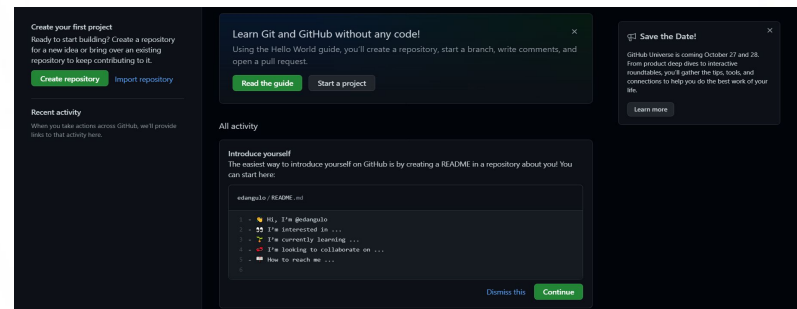 Create your first project
Ready to start building? Create a repository
for a new idea or bring over an existing
repository to keep contributing to it.
Create repository
Import repository
Recent activity
When you take actions across GitHub, we'll provide
links to that activity here.
Learn Git and GitHub without any code!
Using the Hello World guide, you'll create a repository, start a branch, write comments, and
open a pull request.
Read the guide
Start a project
All activity
Introduce yourself
The easiest way to introduce yourself on GitHub is by creating a README in a repository about you! You
can start here:
edangulo / README.md
1 - 👋 Hi, I'm @edangulo
2 - 👀 I'm interested in ...
3 - 🌱 I'm currently learning ...
4 - 💞️ I'm looking to collaborate on ...
5 - 📫 How to reach me ...
6
Dismiss this
Continue
Save the Date!
GitHub Universe is coming October 27 and 28.
From product deep dives to interactive
roundtables, you'll gather the tips, tools, and
connections to help you do the best work of your
life.
Learn more